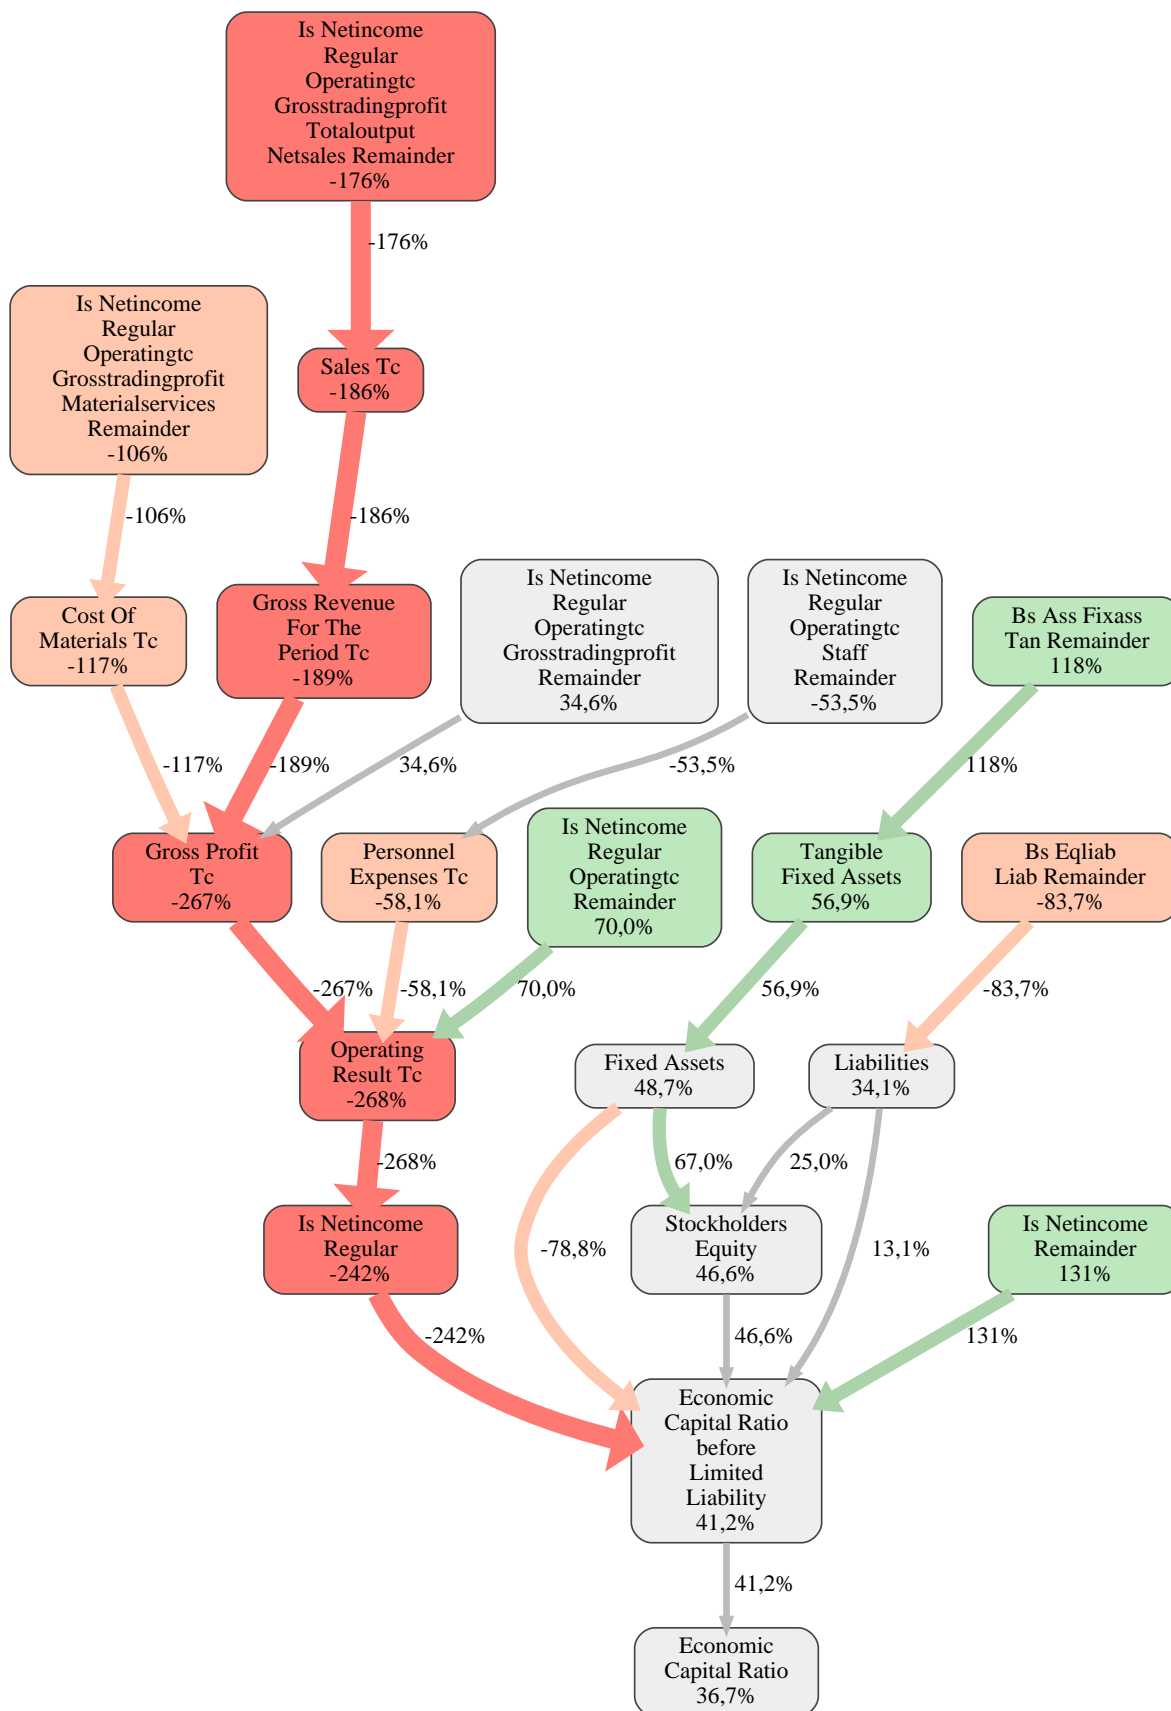 Is Netincome
Regular
Operatingtc
Grosstradingprofit
Totaloutput
Netsales Remainder
-176%
-176%
Is Netincome
Regular
Operatingtc
Grosstradingprofit
Materialservices
Remainder
-106%
Sales Tc
-186%
-106%
-186%
Cost Of
Materials Tc
-117%
Gross Revenue
For The
Period Tc
-189%
Is Netincome
Regular
Operatingtc
Grosstradingprofit
Remainder
34,6%
Is Netincome
Regular
Operatingtc
Staff
Remainder
-53,5%
Bs Ass Fixass
Tan Remainder
118%
-117%
-189%
34,6%
-53,5%
118%
Gross Profit
Tc
-267%
Personnel
Expenses Tc
-58,1%
Is Netincome
Regular
Operatingtc
Remainder
70,0%
Tangible
Fixed Assets
56,9%
Bs Eqliab
Liab Remainder
-83,7%
-267%
-58,1%
70,0%
56,9%
-83,7%
Operating
Result Tc
-268%
Fixed Assets
48,7%
Liabilities
34,1%
-268%
67,0%
25,0%
Is Netincome
Regular
-242%
-78,8%
Stockholders
Equity
46,6%
13,1%
Is Netincome
Remainder
131%
-242%
46,6%
131%
Economic
Capital Ratio
before
Limited
Liability
41,2%
41,2%
Economic
Capital Ratio
36,7%